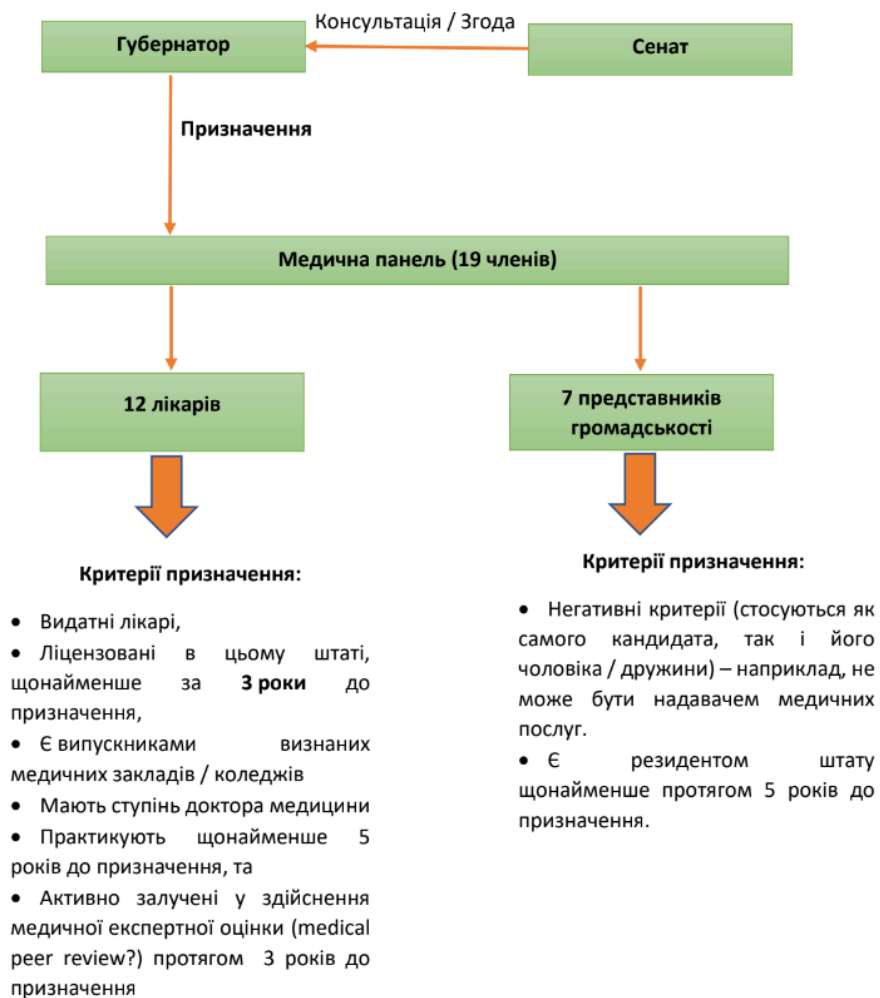 Консультація / Згода
Губернатор
Сенат
Призначення
Медична панель (19 членів)
12 лікарів
7 представників
громадськості
Критерії призначення:
• Видатні лікарі,
• Ліцензовані в цьому штаті,
щонайменше за 3 роки до
призначення,
• Є випускниками визнаних
медичних закладів / коледжів
• Мають ступінь доктора медицини
• Практикують щонайменше 5
років до призначення, та
• Активно залучені у здійснення
медичної експертної оцінки (medical
peer review?) протягом 3 років до
призначення
Критерії призначення:
• Негативні критерії (стосуються як
самого кандидата, так і його
чоловіка / дружини) – наприклад, не
може бути надавачем медичних
послуг.
• Є резидентом штату
щонайменше протягом 5 років до
призначення.